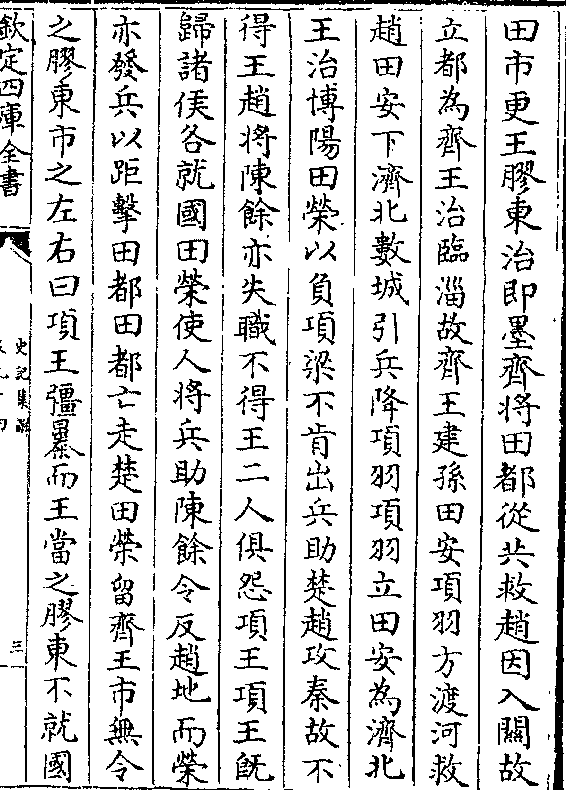 田市更王膠東治即墨齊將田都從共救趙因入關故
立都為齊王治臨淄故齊王建孫田安項羽方渡河救
趙田安下濟北數城引兵降項羽項羽立田安為濟北
王治博陽田榮以負項梁不肯出兵助楚趙攻秦故不
得王趙將陳餘亦失職不得王二人俱怨項王項王既
歸諸侯各就國田榮使人將兵助陳餘令反趙地而榮
亦發兵以距擊田都田都亡走楚田榮留齊王市無令
之膠東市之左右曰項王彊暴而王當之膠東不就國
欽定四庫全書
史記集解
三